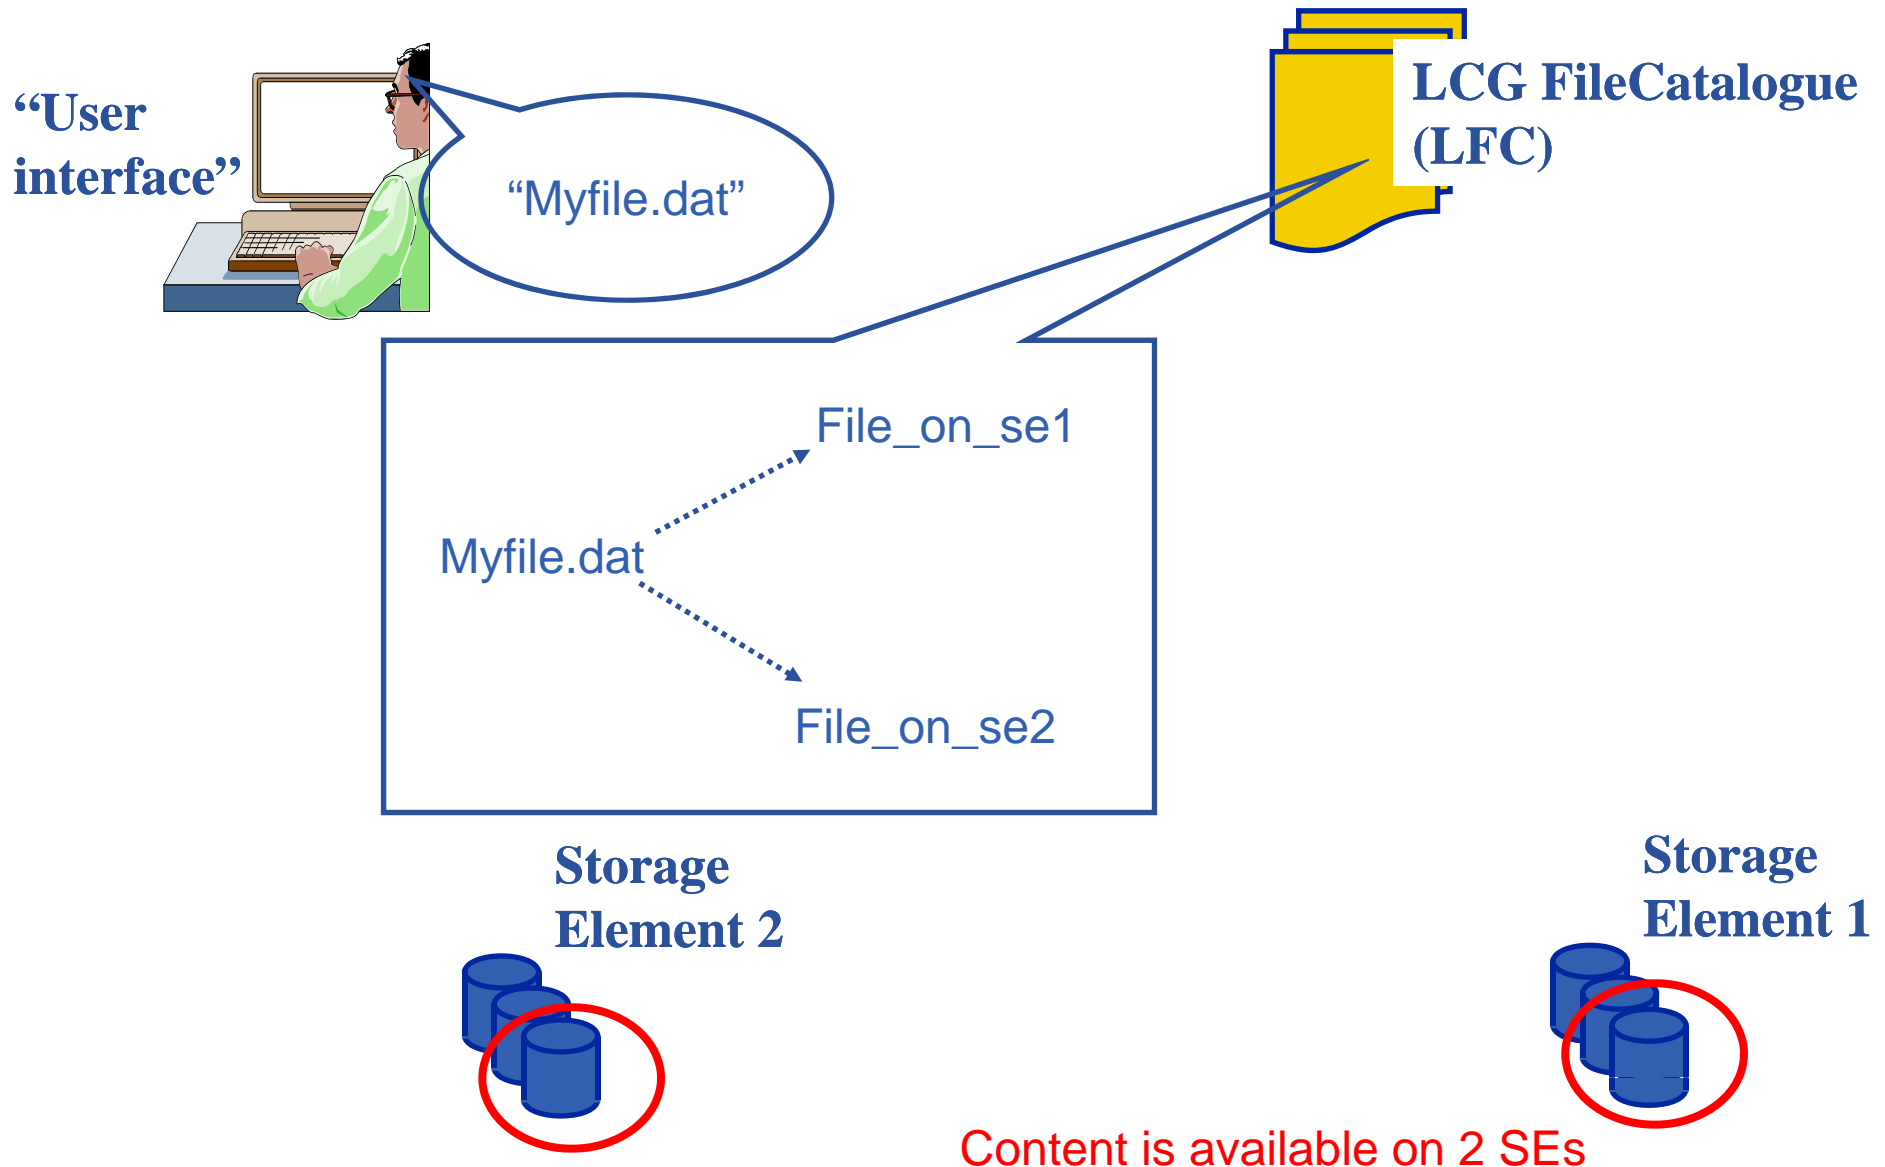 “User
interface”
“Myfile.dat”
LCG FileCatalogue
(LFC)
File_on_se1
Myfile.dat
File_on_se2
Storage
Element 2
Storage
Element 1
Content is available on 2 SEs